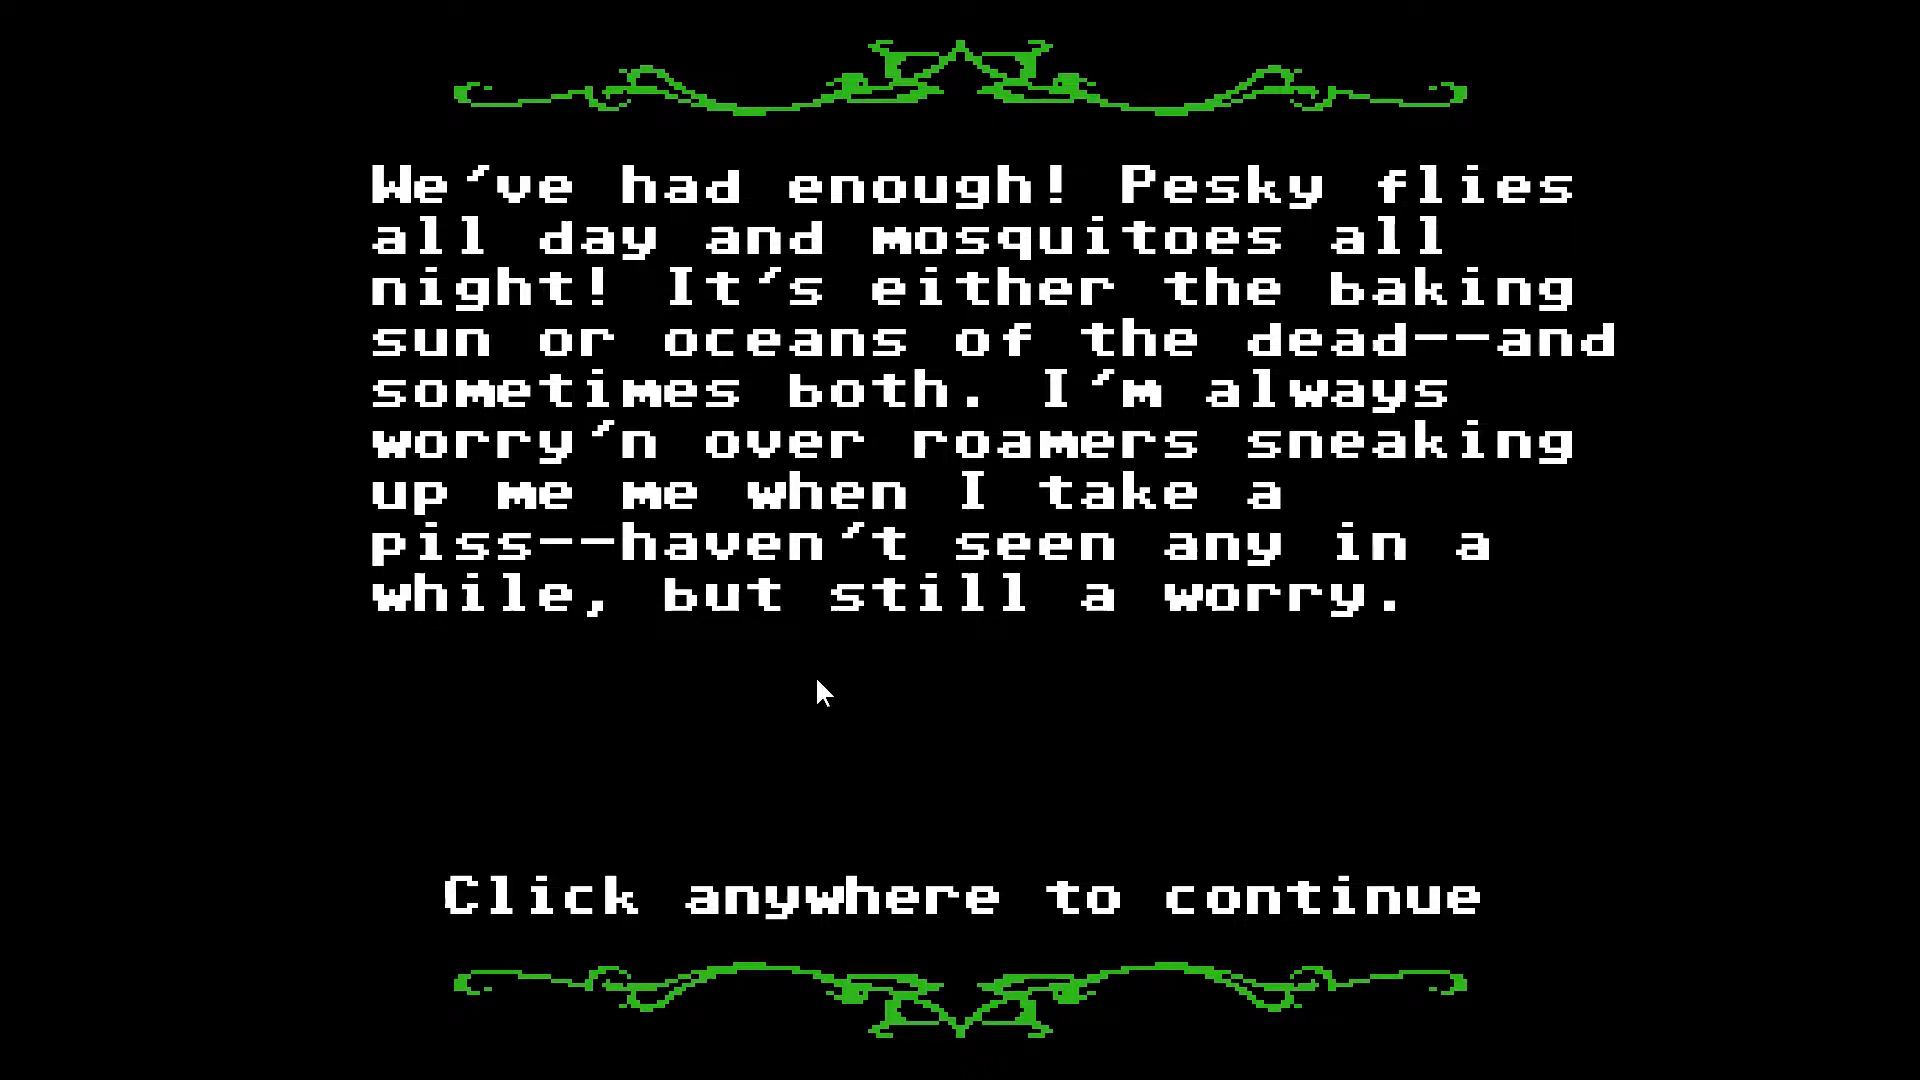 We've had enough! Pesky flies
all day and mosquitoes all
night! It's either the baking
sun or oceans of the dead--and
sometimes both. I'm always
worry'n over roamers sneaking
up me me when I take a
piss--haven't seen any in a
while, but still a worry.
Click anywhere to continue